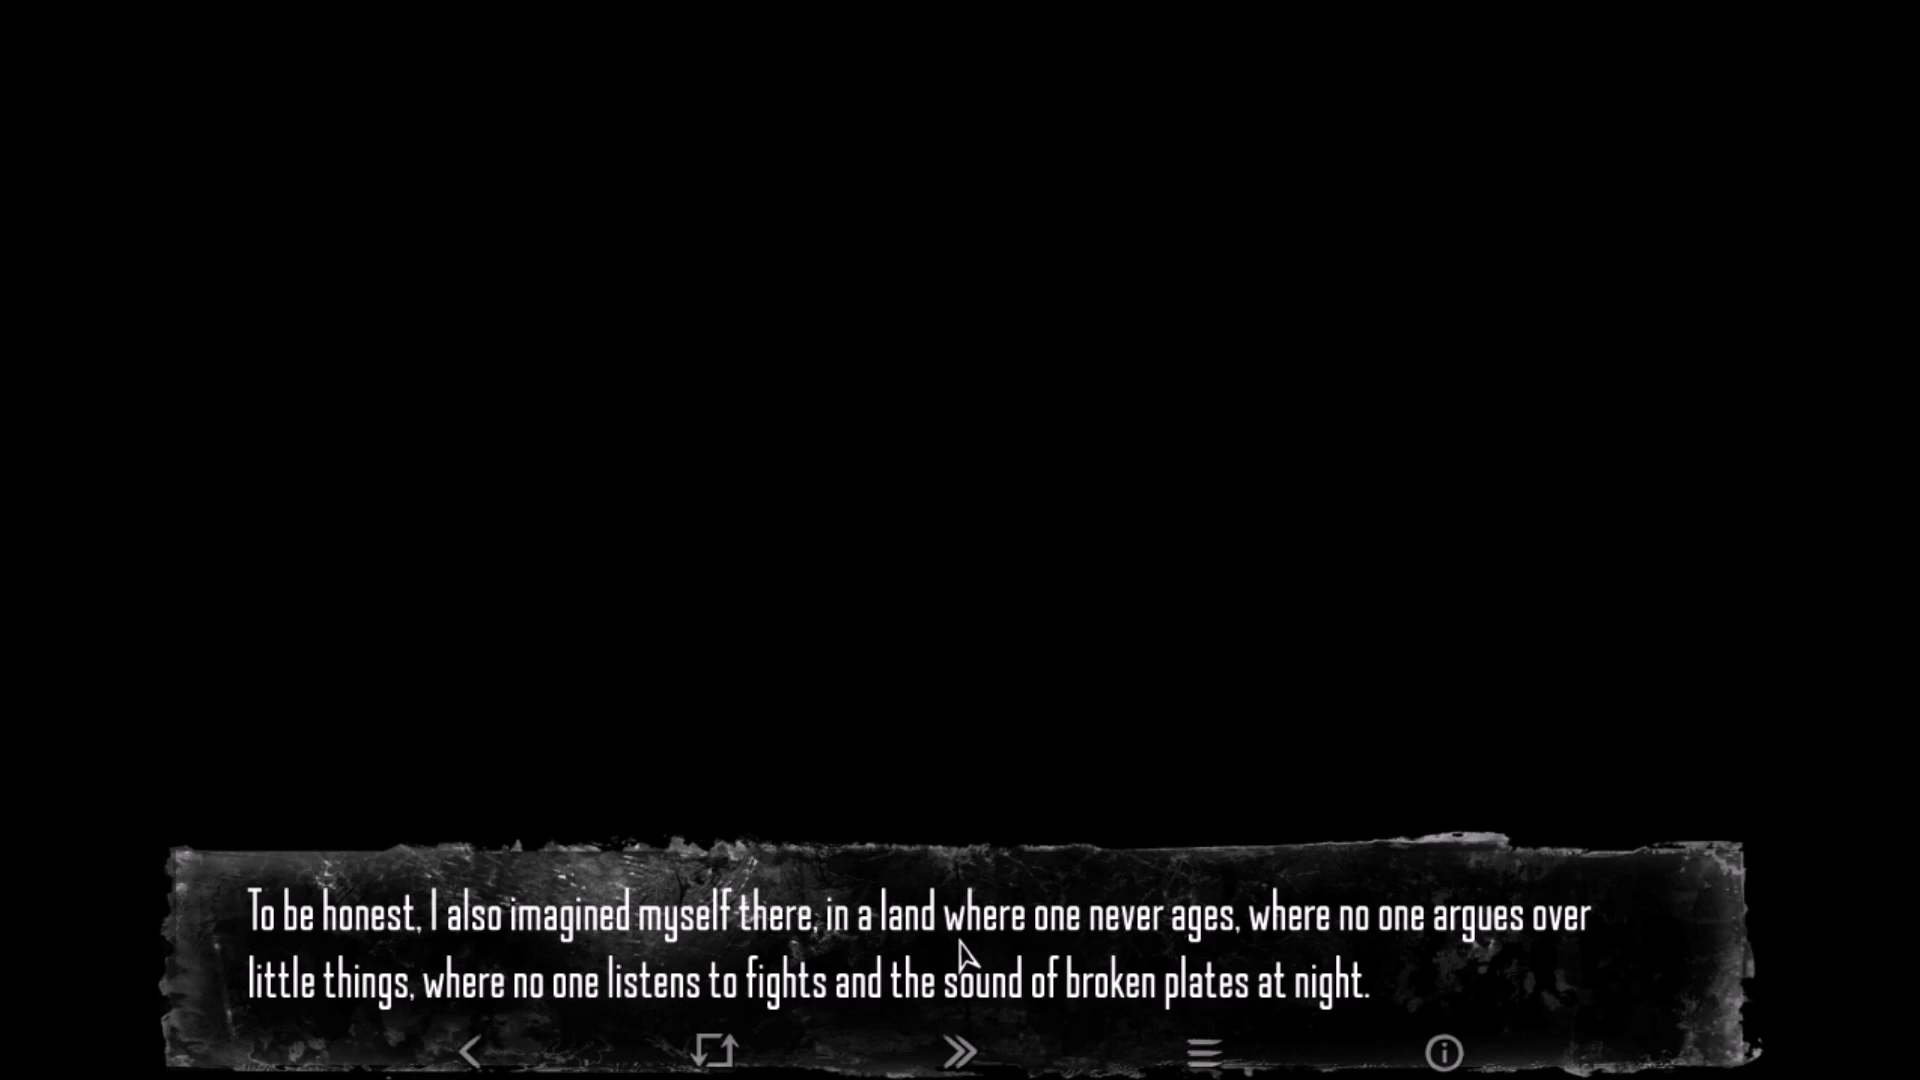 To be honest, I also imagined myself there, in a land where one never ages, where no one argues over
little things, where no one listens to fights and the sound of broken plates at night.